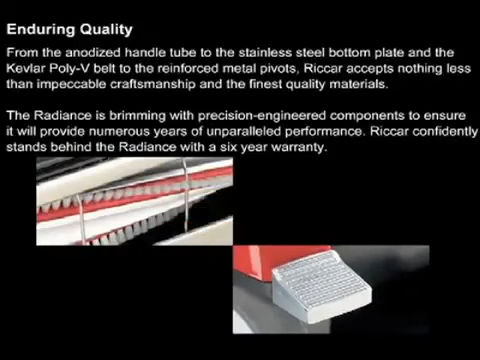 Enduring Quality
From the anodized handle tube to the stainless steel bottom plate and the
Kevlar Poly-V belt to the reinforced metal pivots, Riccar accepts nothing less
than impeccable craftsmanship and the finest quality materials.
The Radiance is brimming with precision-engineered components to ensure
it will provide numerous years of unparalleled performance. Riccar confidently
stands behind the Radiance with a six year warranty.